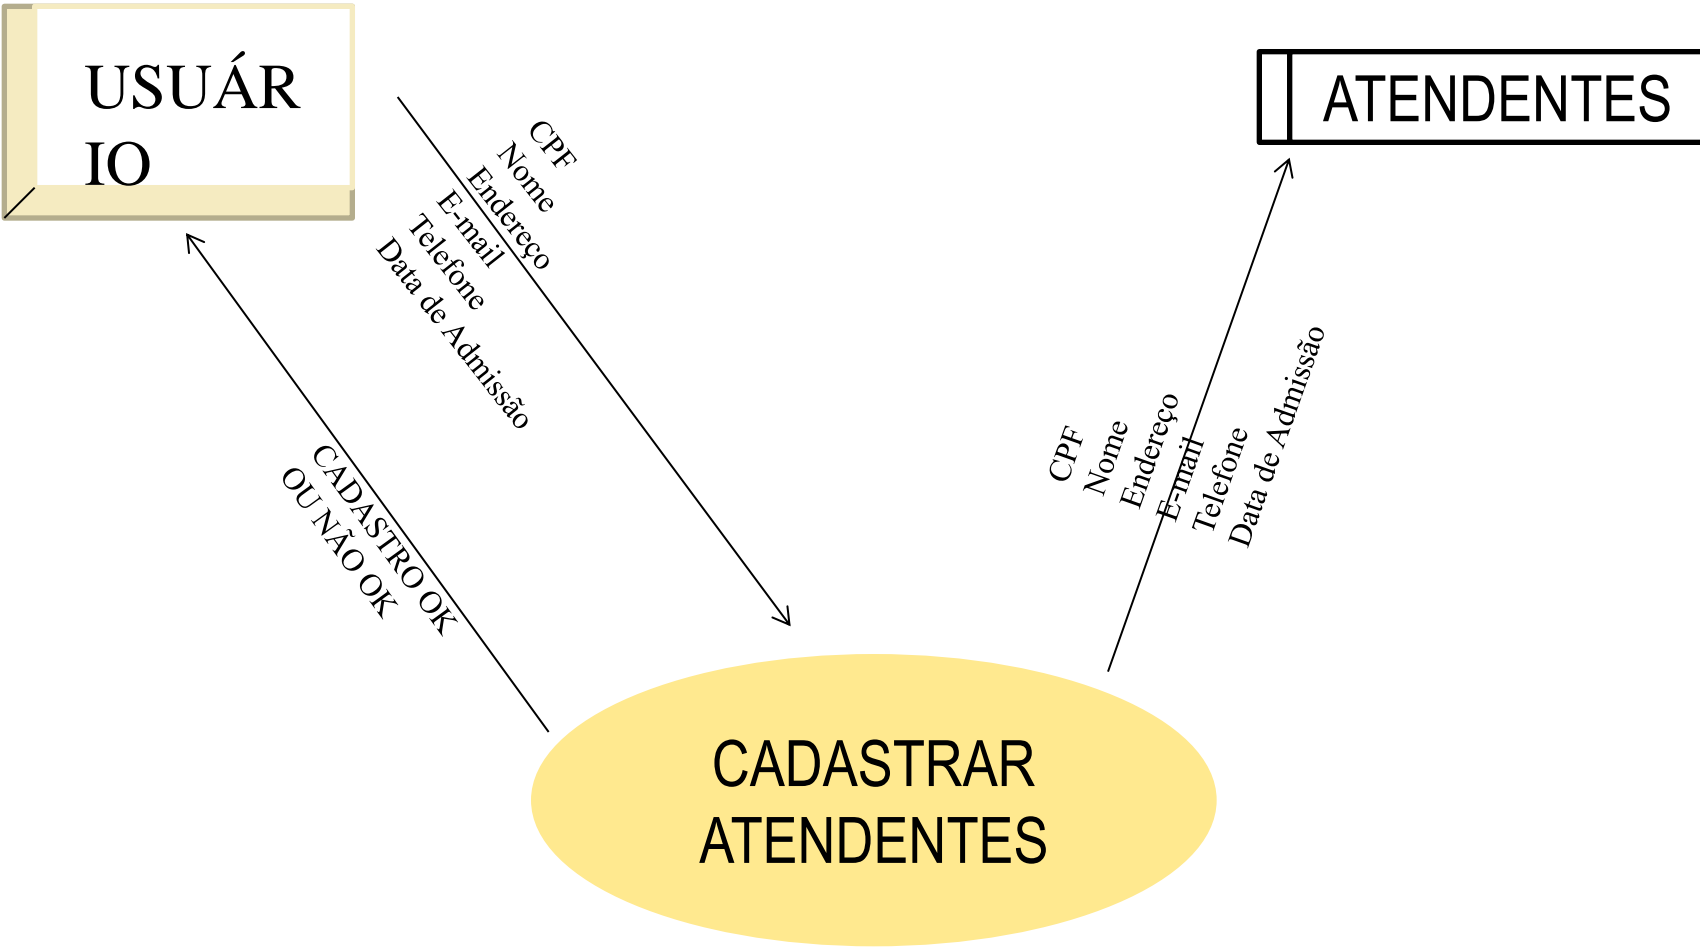 USUÁR
IO
ATENDENTES
CPF
Nome
Endereço
E-mail
Telefone
Data de Admissão
CADASTRO OK
OU NÃO OK
CPF
Nome
Endereço
E-mail
Telefone
Data de Admissão
CADASTRAR
ATENDENTES